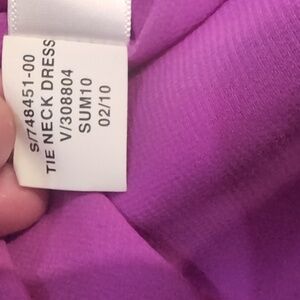 S/748451-00
TIE NECK DRESS
V/308804
SUM10
02/10